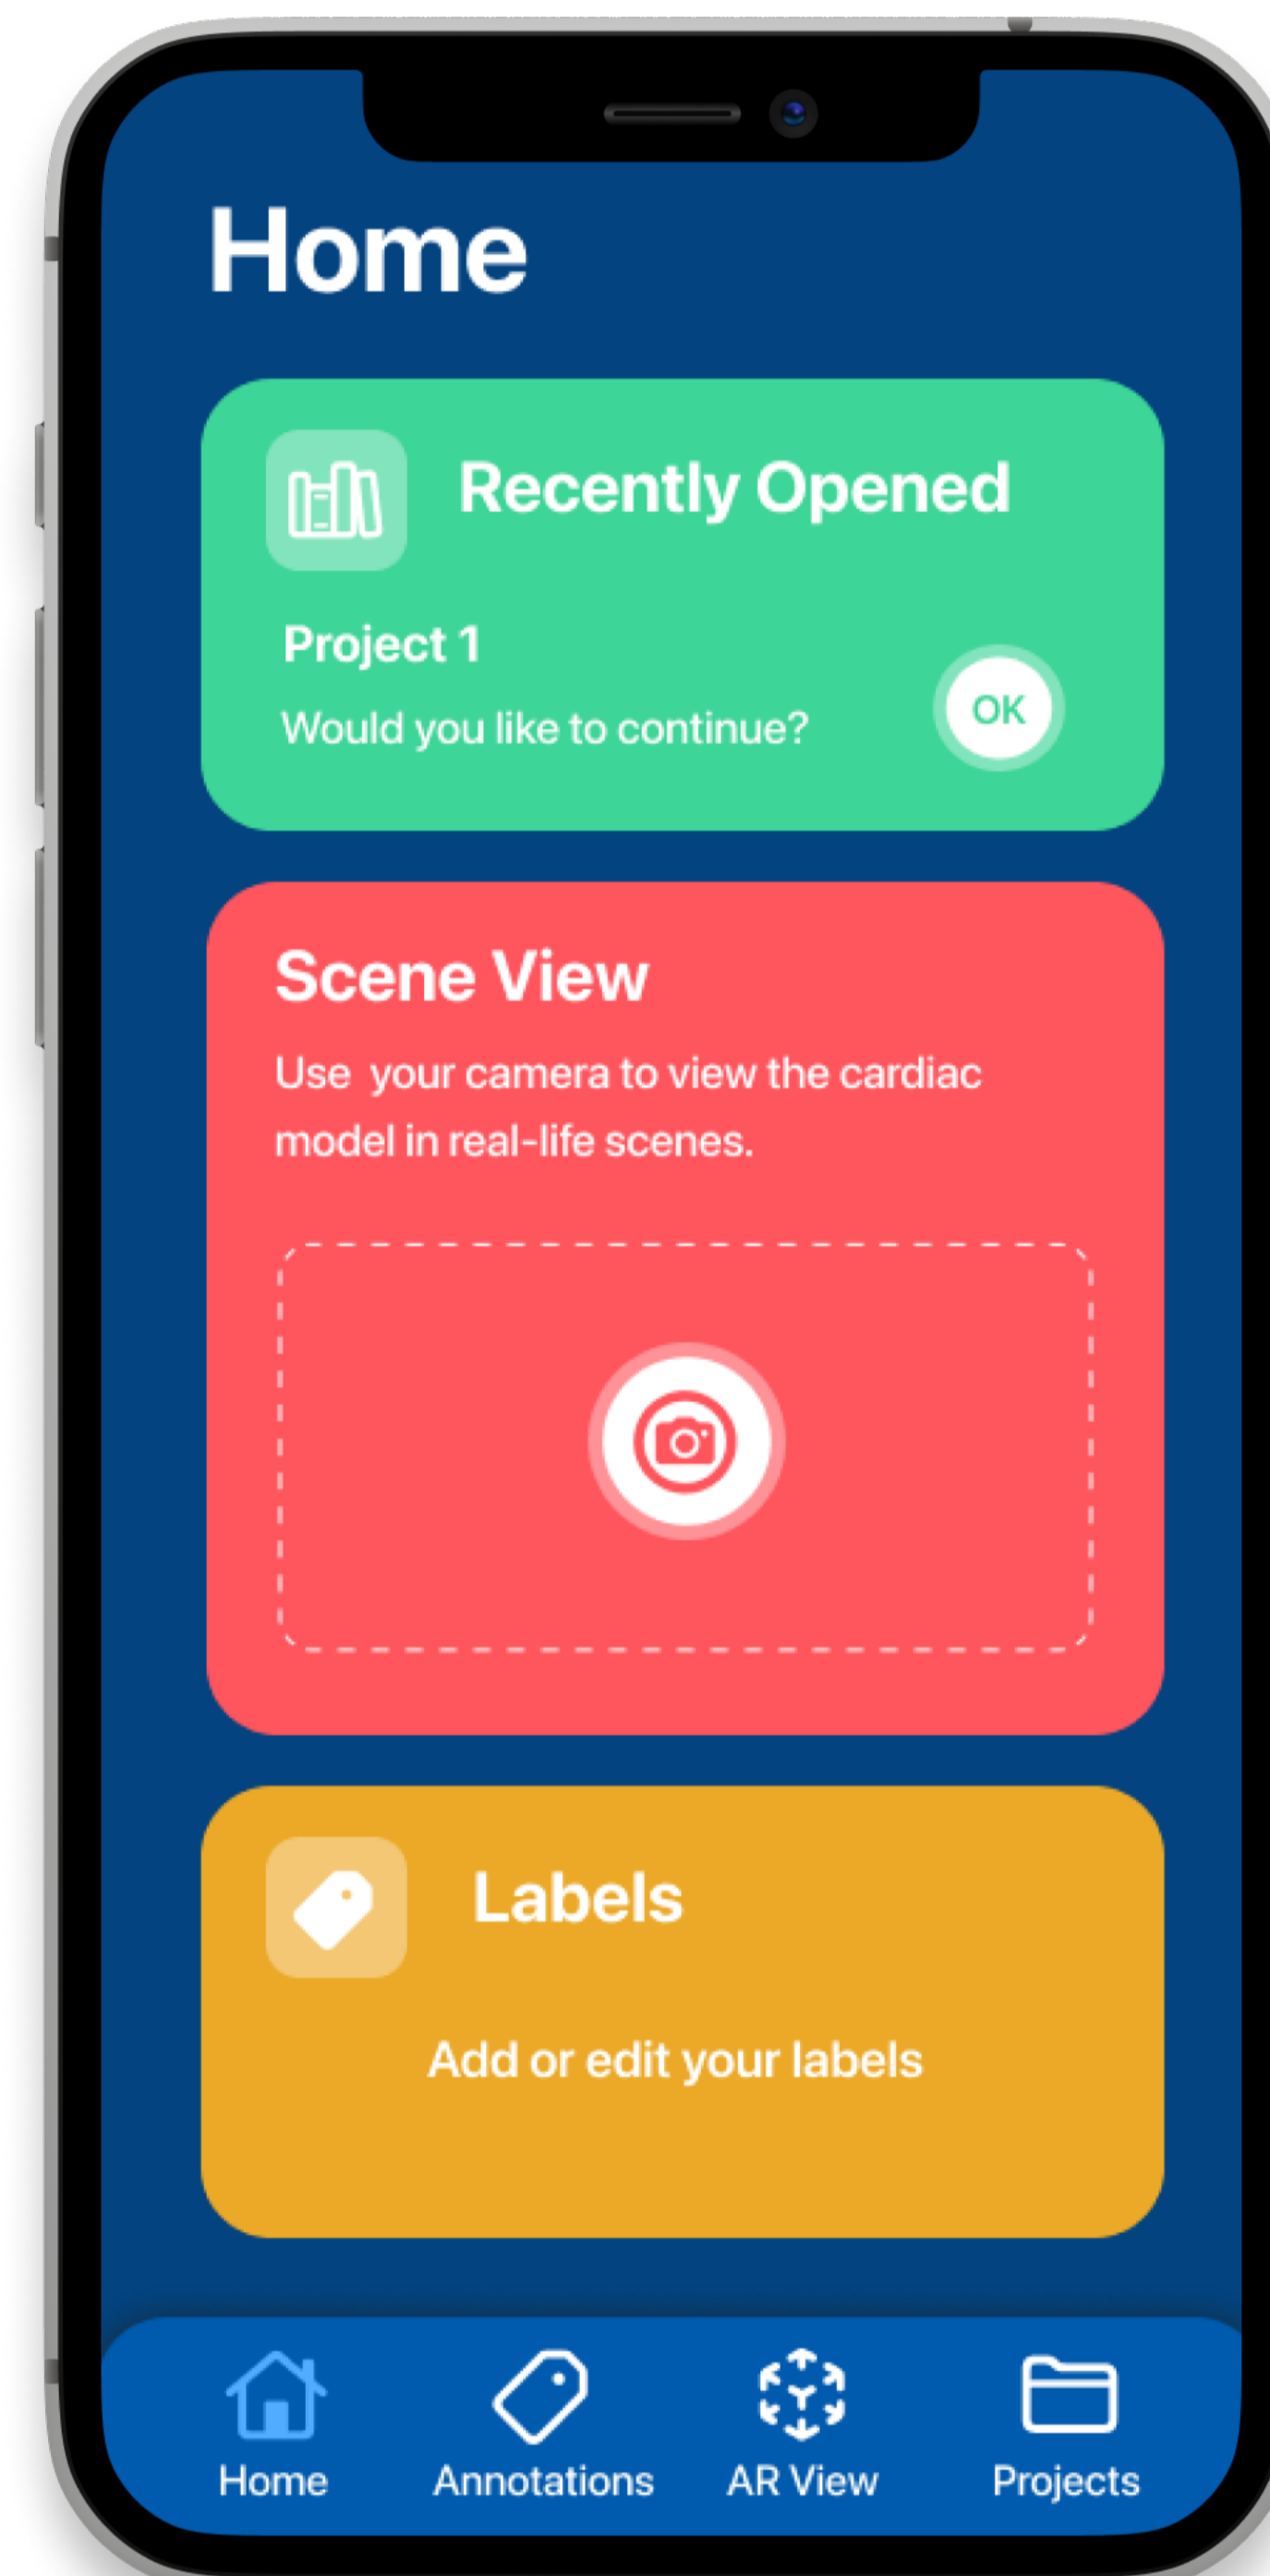 Home
Recently Opened
Project 1
Would you like to continue?
OK
Scene View
Use your camera to view the cardiac
model in real-life scenes.
Labels
Add or edit your labels
Home
Annotations
AR View
Projects